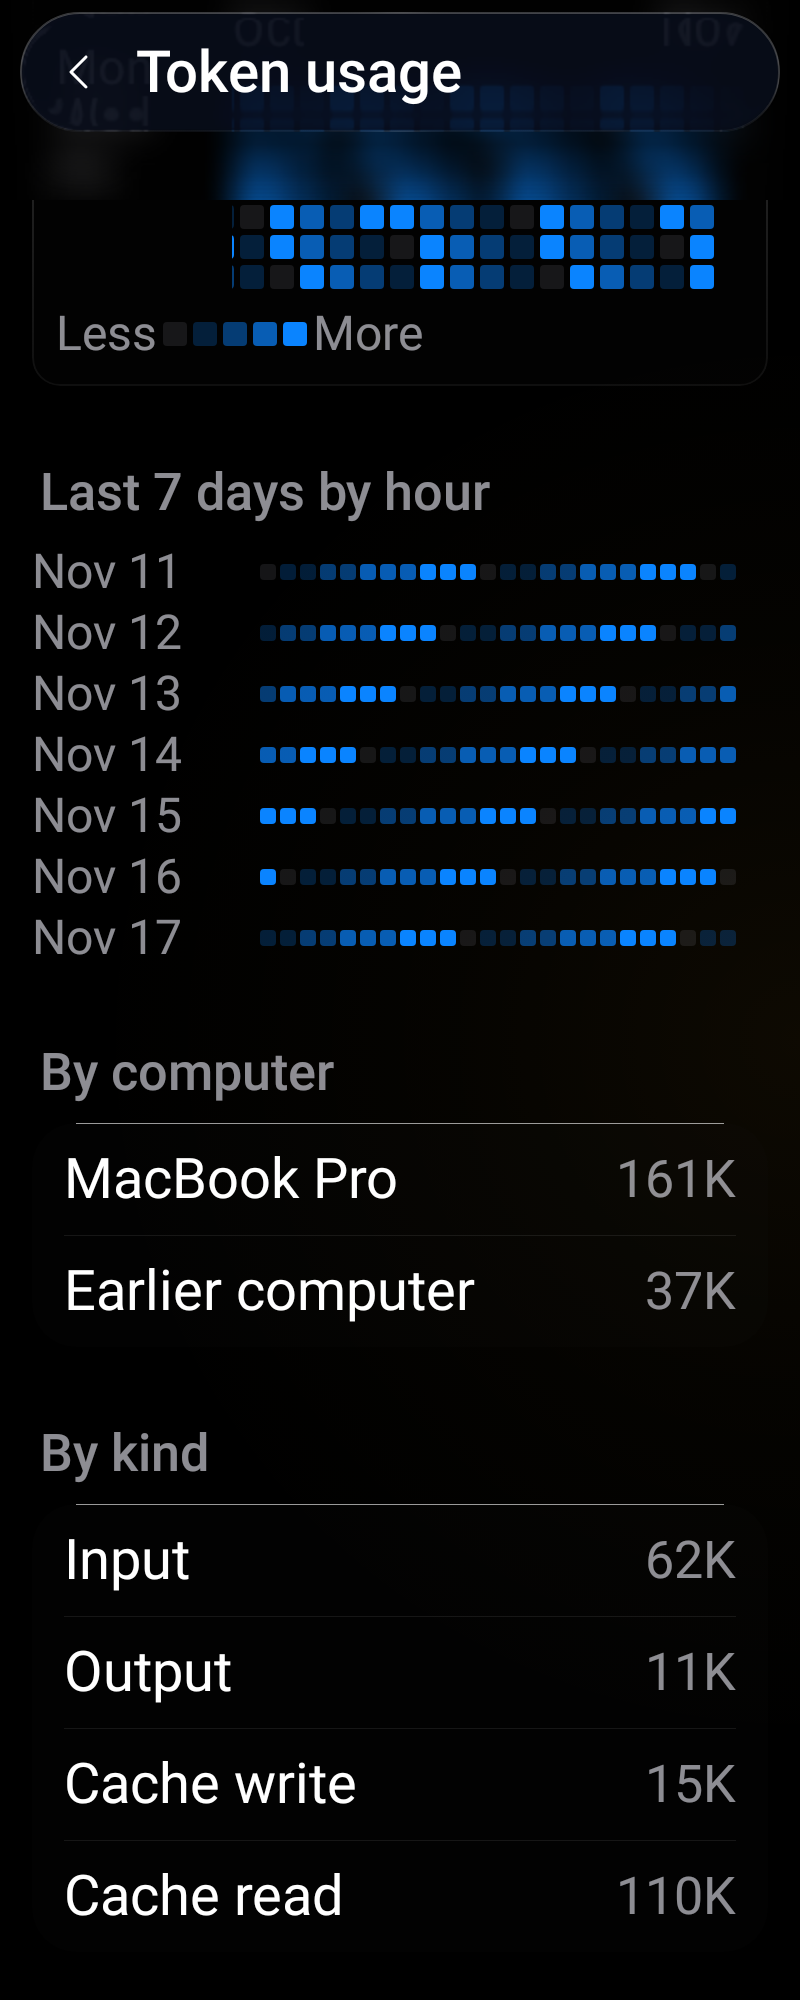 Token usage
Less More
Last 7 days by hour
Nov 11
Nov 12
Nov 13
Nov 14
Nov 15
Nov 16
Nov 17
By computer
MacBook Pro 161K
Earlier computer 37K
By kind
Input 62K
Output 11K
Cache write 15K
Cache read 110K